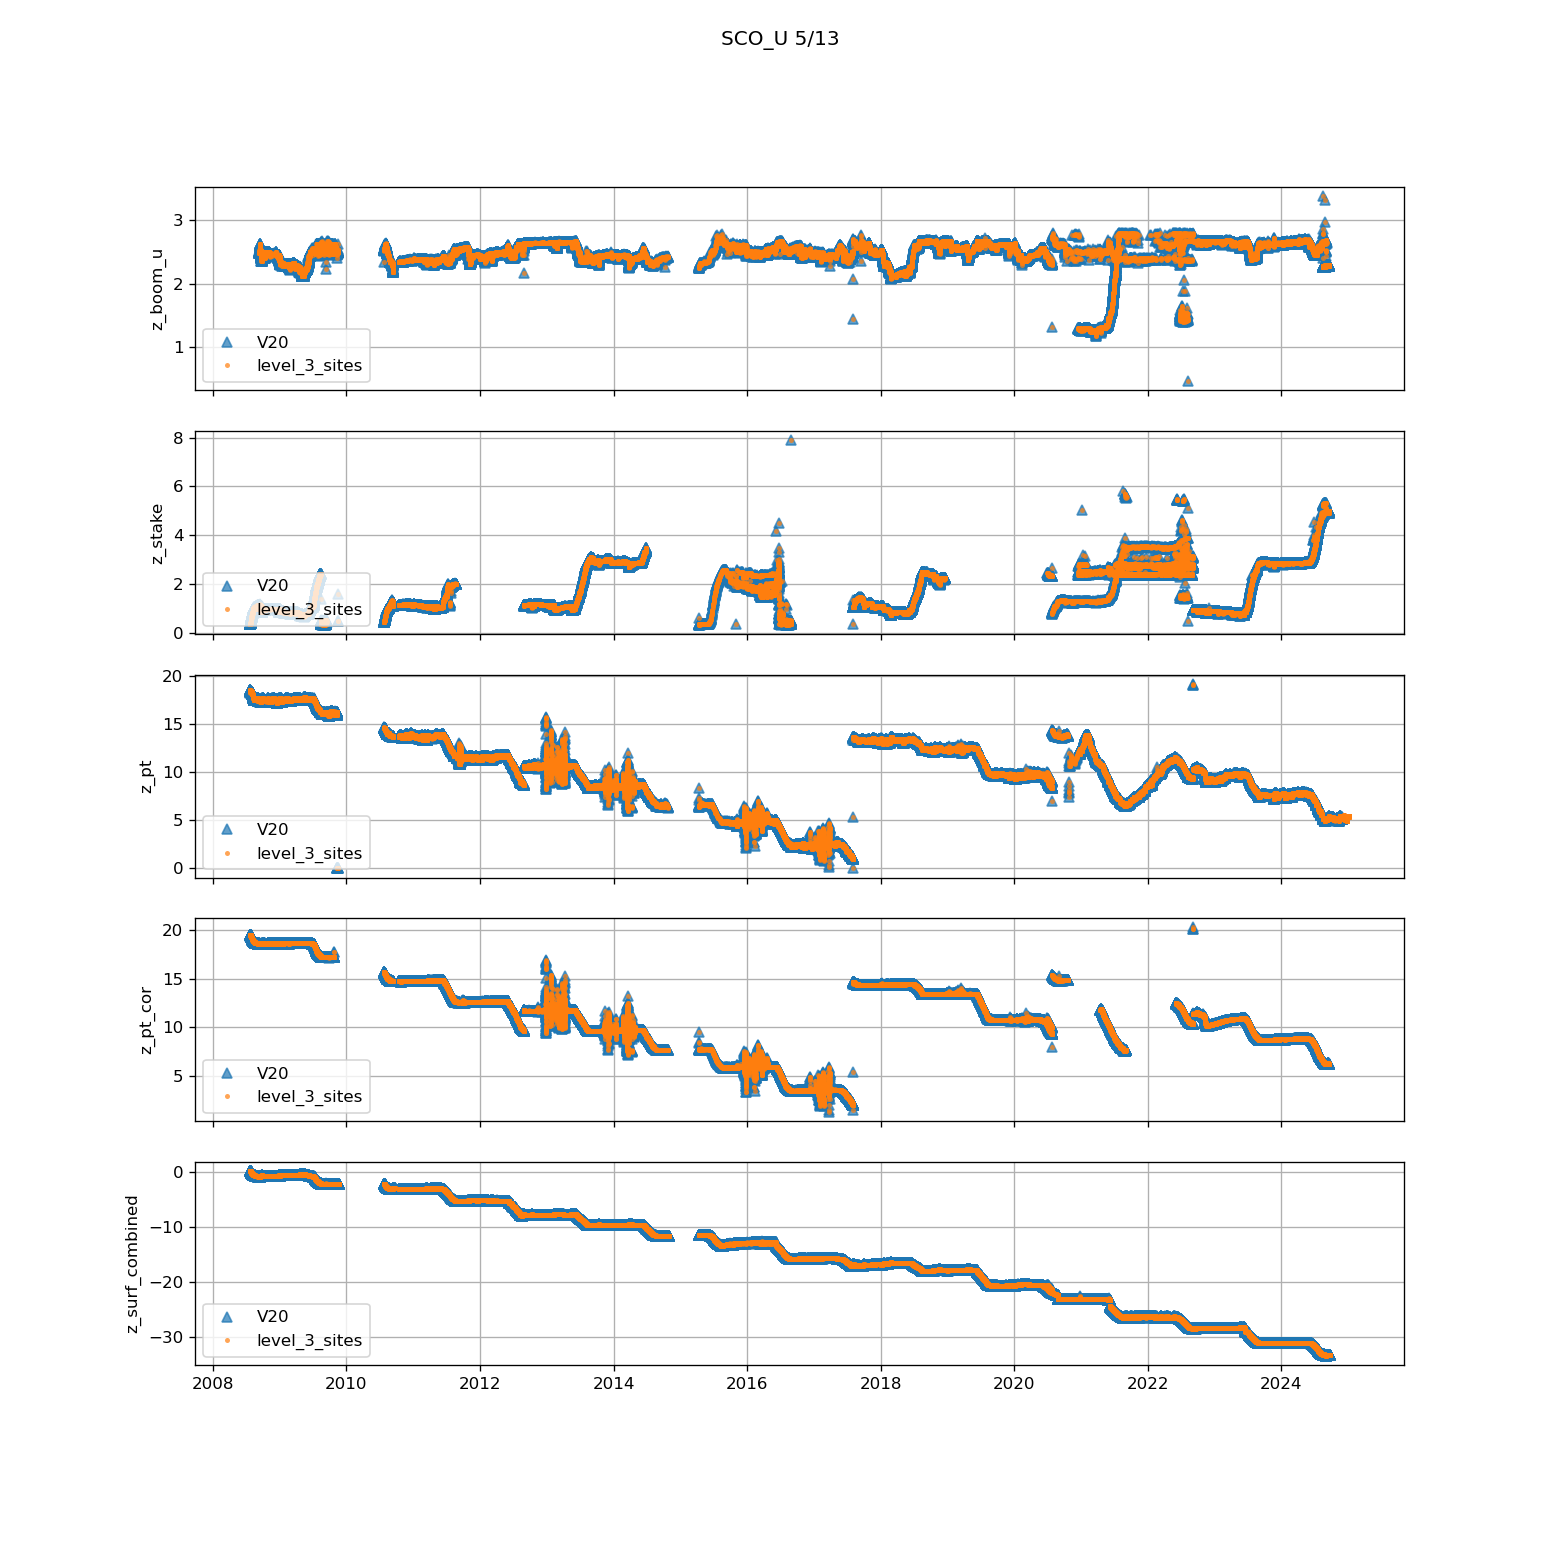 SCO_U 5/13
z_boom_u
3
2
1
V20
level_3_sites
z_stake
8
6
4
2
0
V20
level_3_sites
z_pt
20
15
10
5
0
V20
level_3_sites
z_pt_cor
20
15
10
5
V20
level_3_sites
z_surf_combined
0
−10
−20
−30
V20
level_3_sites
2008 2010 2012 2014 2016 2018 2020 2022 2024